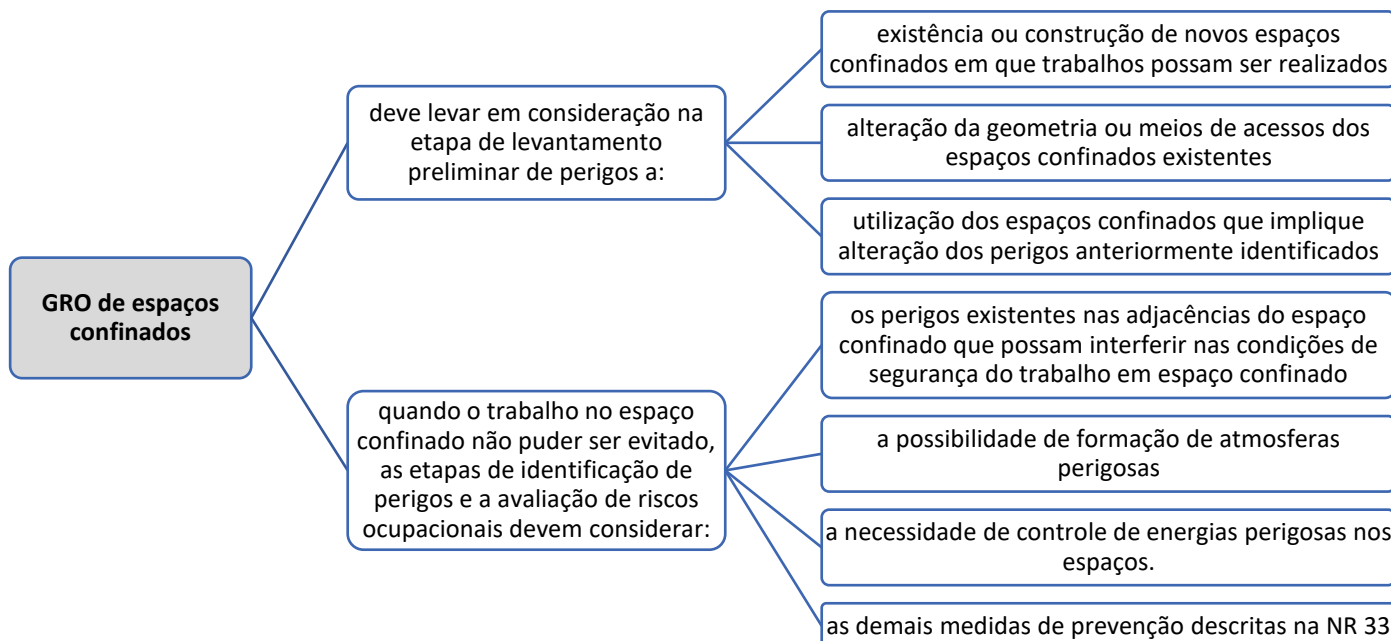 GRO de espaços
confinados
deve levar em consideração na
etapa de levantamento
preliminar de perigos a:
existência ou construção de novos espaços
confinados em que trabalhos possam ser realizados
alteração da geometria ou meios de acessos dos
espaços confinados existentes
utilização dos espaços confinados que implique
alteração dos perigos anteriormente identificados
quando o trabalho no espaço
confinado não puder ser evitado,
as etapas de identificação de
perigos e a avaliação de riscos
ocupacionais devem considerar:
os perigos existentes nas adjacências do espaço
confinado que possam interferir nas condições de
segurança do trabalho em espaço confinado
a possibilidade de formação de atmosferas
perigosas
a necessidade de controle de energias perigosas nos
espaços.
as demais medidas de prevenção descritas na NR 33